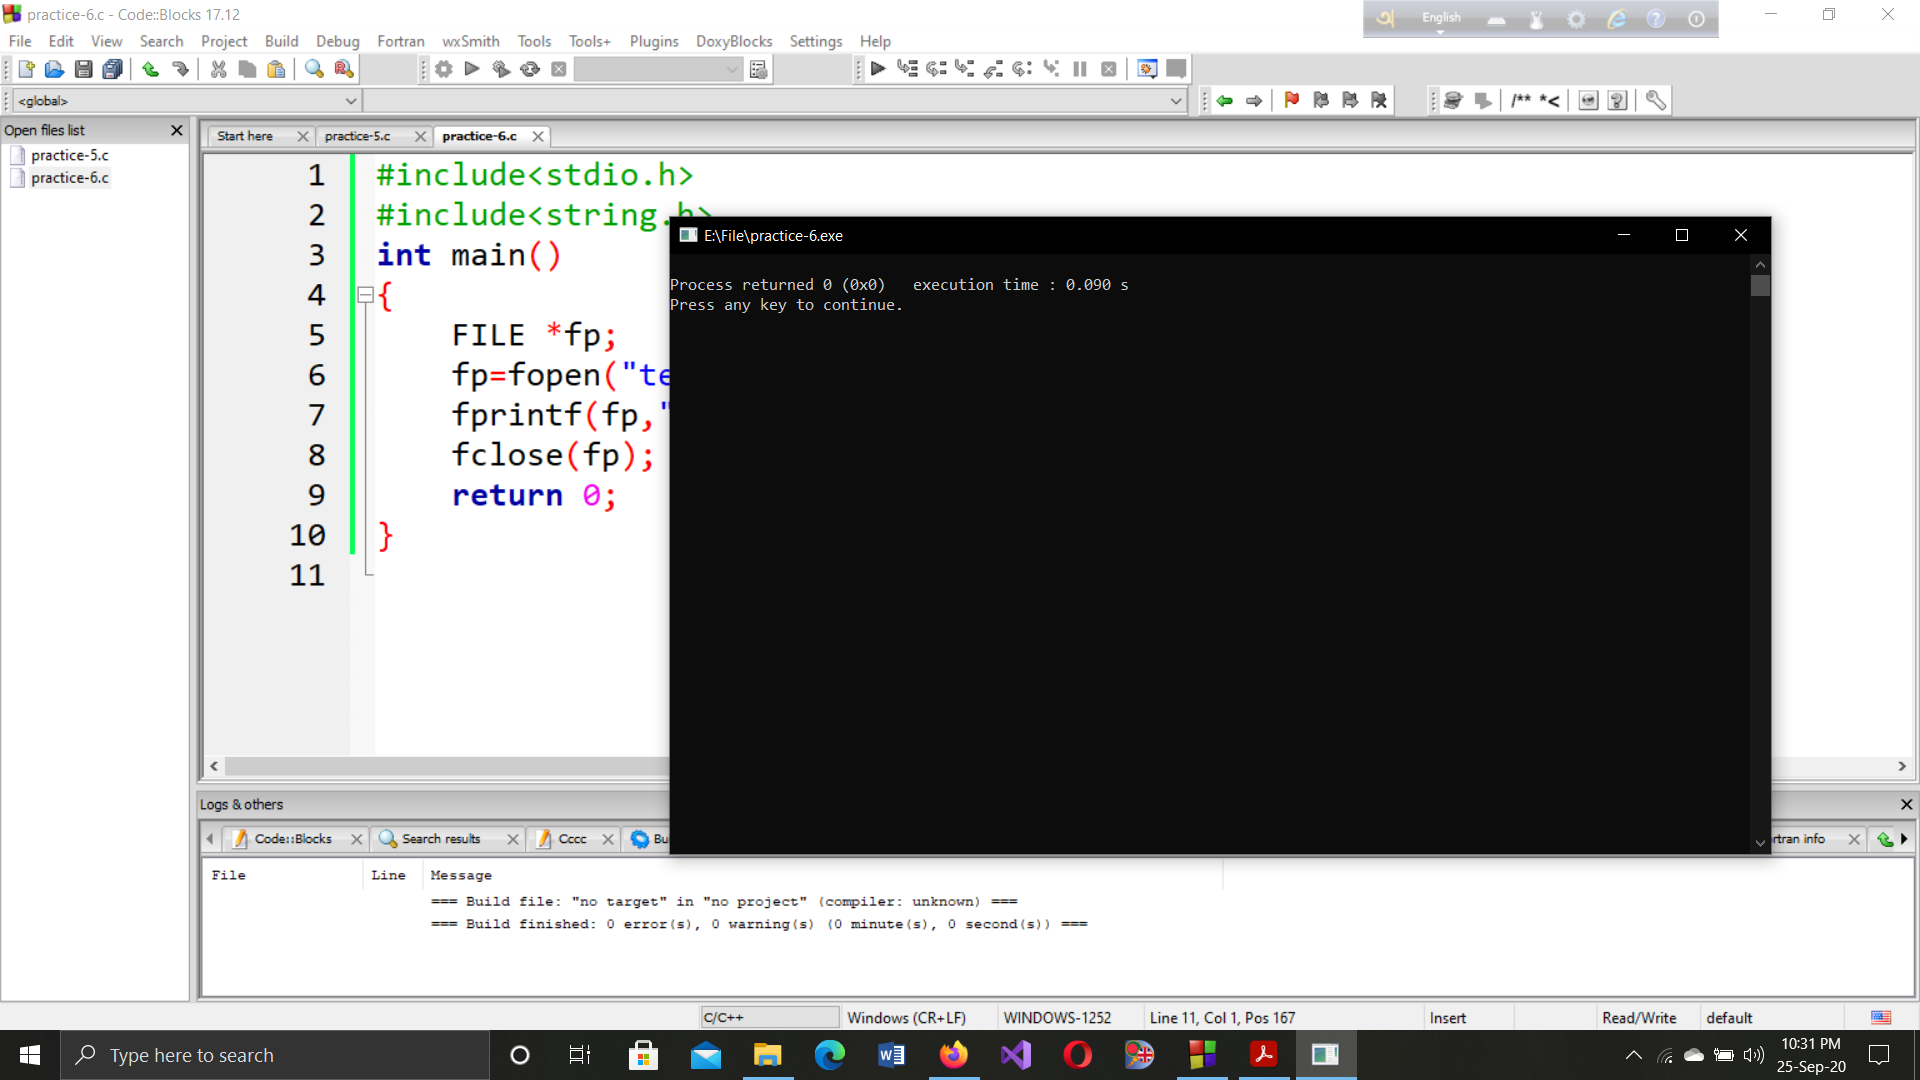 practice-6.c - Code::Blocks 17.12
English
File Edit View Search Project Build Debug Fortran wxSmith Tools Tools+ Plugins DoxyBlocks Settings Help
<global>
/** *<
Open files list
practice-5.c
practice-6.c
Start here practice-5.c practice-6.c
1 #include<stdio.h>
2 #include<string.h>
3 int main()
4 {
5 FILE *fp;
6 fp=fopen("te
7 fprintf(fp,"
8 fclose(fp);
9 return 0;
10 }
11
E:\File\practice-6.exe
Process returned 0 (0x0)   execution time : 0.090 s
Press any key to continue.
Logs & others
Code::Blocks Search results Cccc Bu rtran info
File Line Message
=== Build file: "no target" in "no project" (compiler: unknown) ===
=== Build finished: 0 error(s), 0 warning(s) (0 minute(s), 0 second(s)) ===
C/C++ Windows (CR+LF) WINDOWS-1252 Line 11, Col 1, Pos 167 Insert Read/Write default
Type here to search
10:31 PM
25-Sep-20